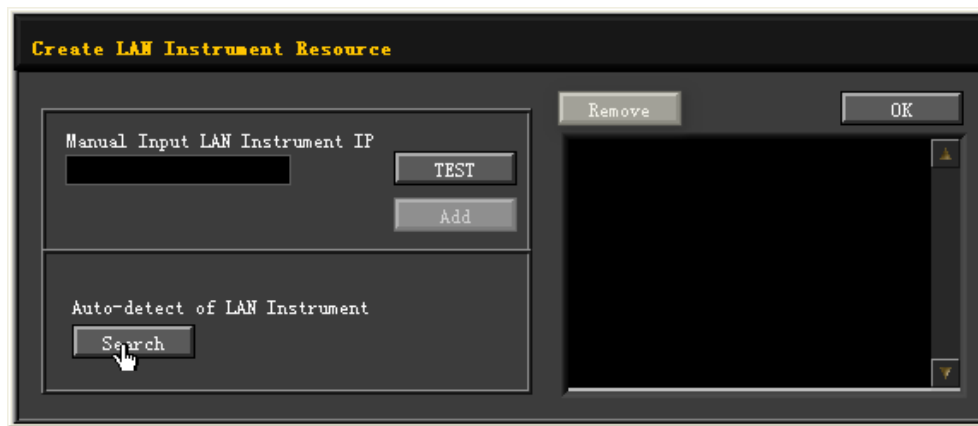 Create LAN Instrument Resource
Remove
OK
Manual Input LAN Instrument IP
TEST
Add
Auto-detect of LAN Instrument
Search